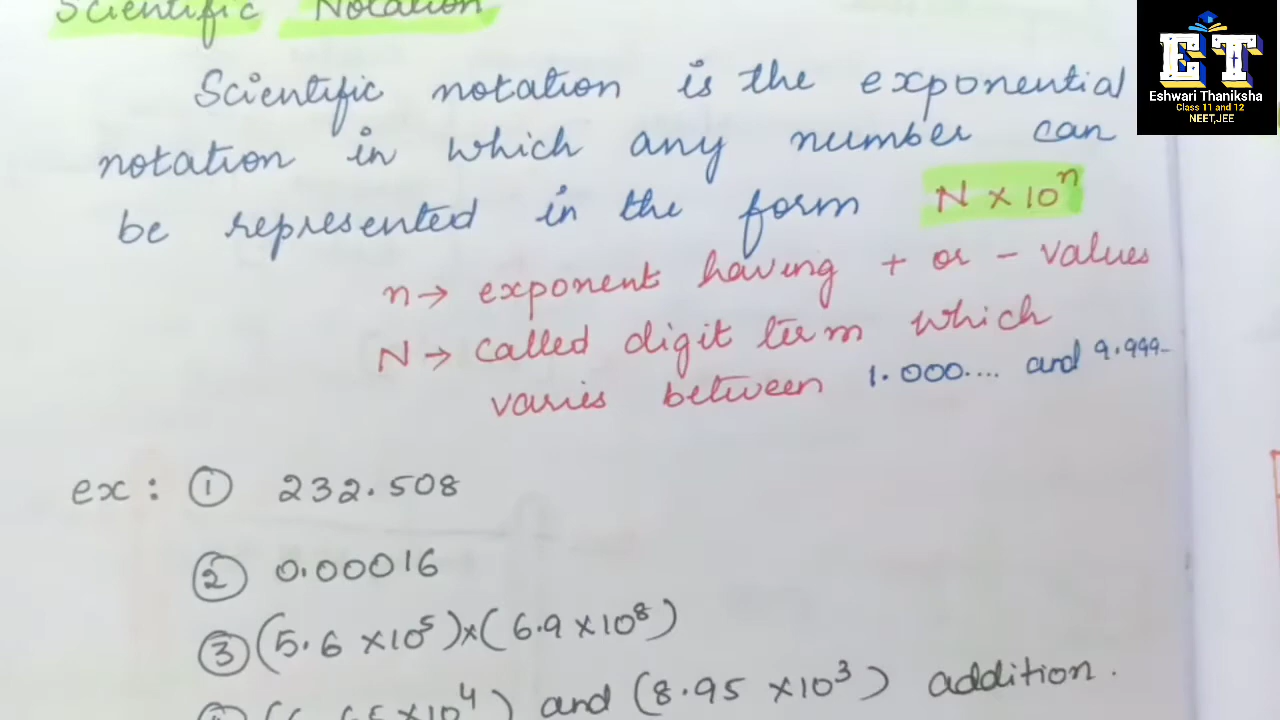 Scientific Notation
Scientific notation is the exponential
notation in which any number can
be represented in the form N × 10ⁿ
n → exponent having + or - values
N → called digit term which
varies between 1.000.... and 9.999-
ex: ① 232.508
② 0.00016
③ (5.6 × 10⁵) × (6.9 × 10⁸)
× 10⁴) and (8.95 × 10³) addition.
ET
Eshwari Thaniksha
Class 11 and 12
NEET,JEE